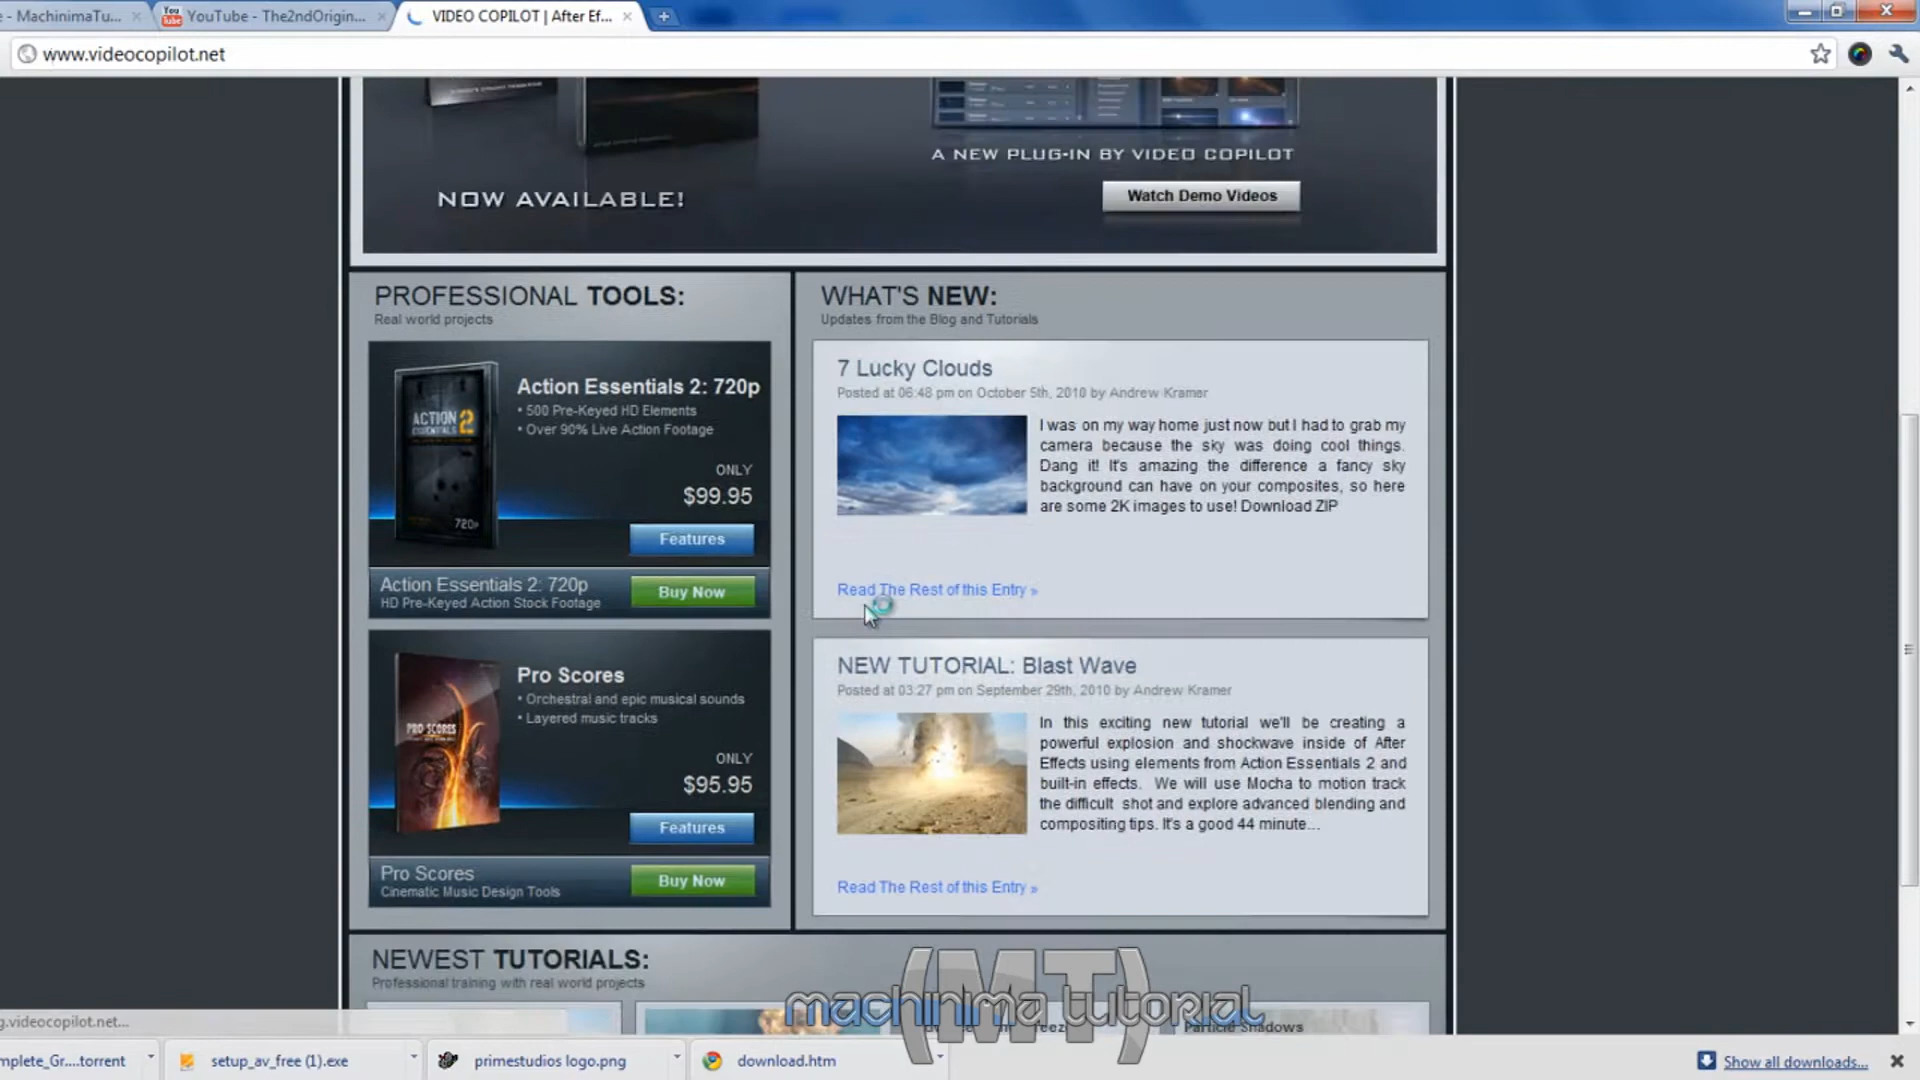 - MachinimaTu...
YouTube - The2ndOrigin...
VIDEO COPILOT | After Ef...
www.videocopilot.net
NOW AVAILABLE!
A NEW PLUG-IN BY VIDEO COPILOT
Watch Demo Videos
PROFESSIONAL TOOLS:
Real world projects
ACTION ESSENTIALS 2
720p
Action Essentials 2: 720p
• 500 Pre-Keyed HD Elements
• Over 90% Live Action Footage
ONLY
$99.95
Features
Action Essentials 2: 720p
HD Pre-Keyed Action Stock Footage
Buy Now
PRO SCORES
Pro Scores
• Orchestral and epic musical sounds
• Layered music tracks
ONLY
$95.95
Features
Pro Scores
Cinematic Music Design Tools
Buy Now
WHAT'S NEW:
Updates from the Blog and Tutorials
7 Lucky Clouds
Posted at 06:48 pm on October 5th, 2010 by Andrew Kramer
I was on my way home just now but I had to grab my
camera because the sky was doing cool things.
Dang it! It's amazing the difference a fancy sky
background can have on your composites, so here
are some 2K images to use! Download ZIP
Read The Rest of this Entry »
NEW TUTORIAL: Blast Wave
Posted at 03:27 pm on September 29th, 2010 by Andrew Kramer
In this exciting new tutorial we'll be creating a
powerful explosion and shockwave inside of After
Effects using elements from Action Essentials 2 and
built-in effects. We will use Mocha to motion track
the difficult shot and explore advanced blending and
compositing tips. It's a good 44 minute...
Read The Rest of this Entry »
NEWEST TUTORIALS:
Professional training with real world projects
Particle Shadows
(MT)
machinima tutorial
g.videocopilot.net...
mplete_Gr....torrent
setup_av_free (1).exe
primestudios logo.png
download.htm
Show all downloads...